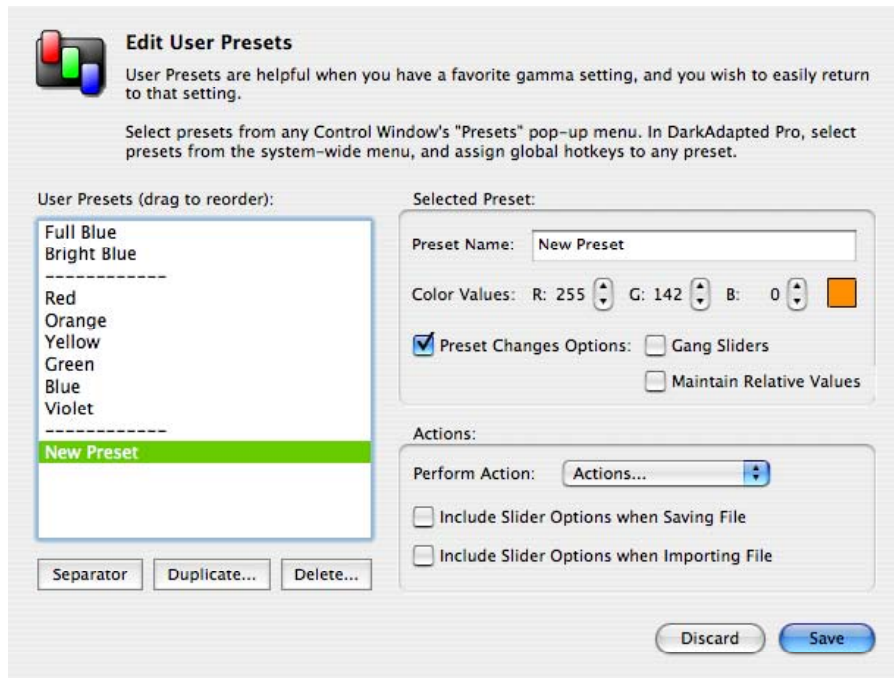 Edit User Presets
User Presets are helpful when you have a favorite gamma setting, and you wish to easily return
to that setting.
Select presets from any Control Window's "Presets" pop-up menu. In DarkAdapted Pro, select
presets from the system-wide menu, and assign global hotkeys to any preset.
User Presets (drag to reorder):
Full Blue
Bright Blue
------------
Red
Orange
Yellow
Green
Blue
Violet
------------
New Preset
Separator
Duplicate...
Delete...
Selected Preset:
Preset Name: New Preset
Color Values: R: 255 G: 142 B: 0
Preset Changes Options: Gang Sliders
Maintain Relative Values
Actions:
Perform Action: Actions...
Include Slider Options when Saving File
Include Slider Options when Importing File
Discard
Save